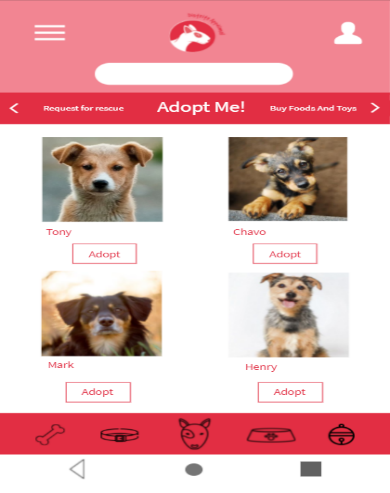 Request for rescue Adopt Me! Buy Foods And Toys
Tony Chavo
Adopt Adopt
Mark Henry
Adopt Adopt